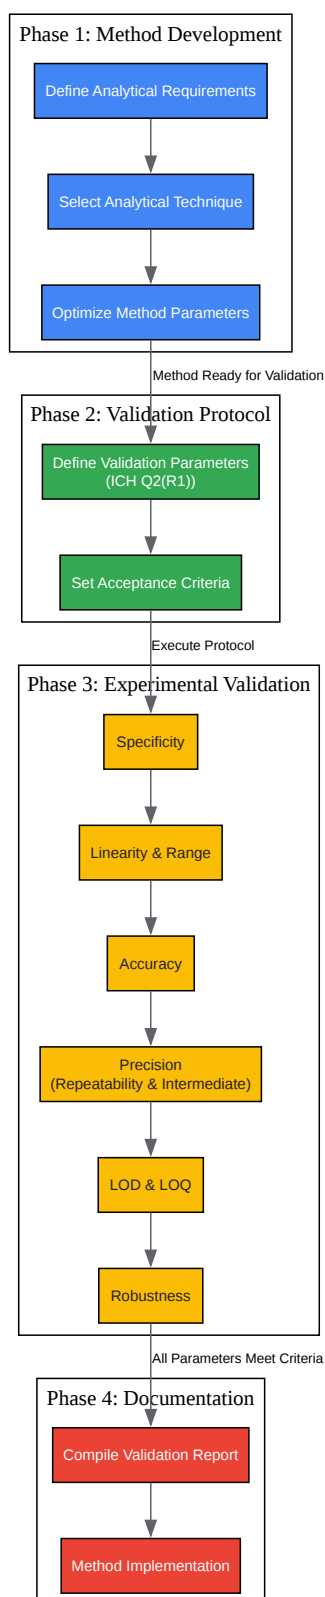 Phase 1: Method Development
Define Analytical Requirements
Select Analytical Technique
Optimize Method Parameters
Method Ready for Validation
Phase 2: Validation Protocol
Define Validation Parameters
(ICH Q2(R1))
Set Acceptance Criteria
Execute Protocol
Phase 3: Experimental Validation
Specificity
Linearity & Range
Accuracy
Precision
(Repeatability & Intermediate)
LOD & LOQ
Robustness
All Parameters Meet Criteria
Phase 4: Documentation
Compile Validation Report
Method Implementation